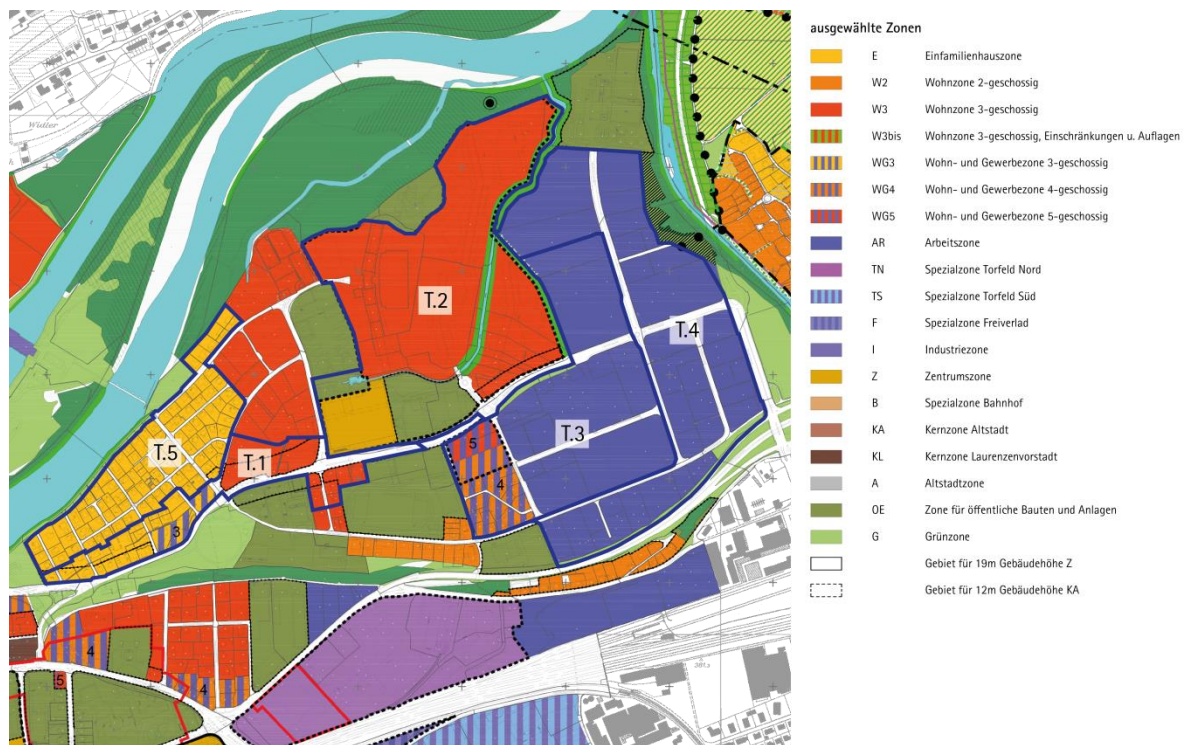 ausgewählte Zonen
E Einfamilienhauszone
W2 Wohnzone 2-geschossig
W3 Wohnzone 3-geschossig
W3bis Wohnzone 3-geschossig, Einschränkungen u. Auflagen
WG3 Wohn- und Gewerbezone 3-geschossig
WG4 Wohn- und Gewerbezone 4-geschossig
WG5 Wohn- und Gewerbezone 5-geschossig
AR Arbeitszone
TN Spezialzone Torfeld Nord
TS Spezialzone Torfeld Süd
F Spezialzone Freiverlad
I Industriezone
Z Zentrumszone
B Spezialzone Bahnhof
KA Kernzone Altstadt
KL Kernzone Laurenzenvorstadt
A Altstadtzone
OE Zone für öffentliche Bauten und Anlagen
G Grünzone
Gebiet für 19m Gebäudehöhe Z
Gebiet für 12m Gebäudehöhe KA
Widler
T.2
T.4
T.3
T.5
T.1
5
4
3
4
5
4